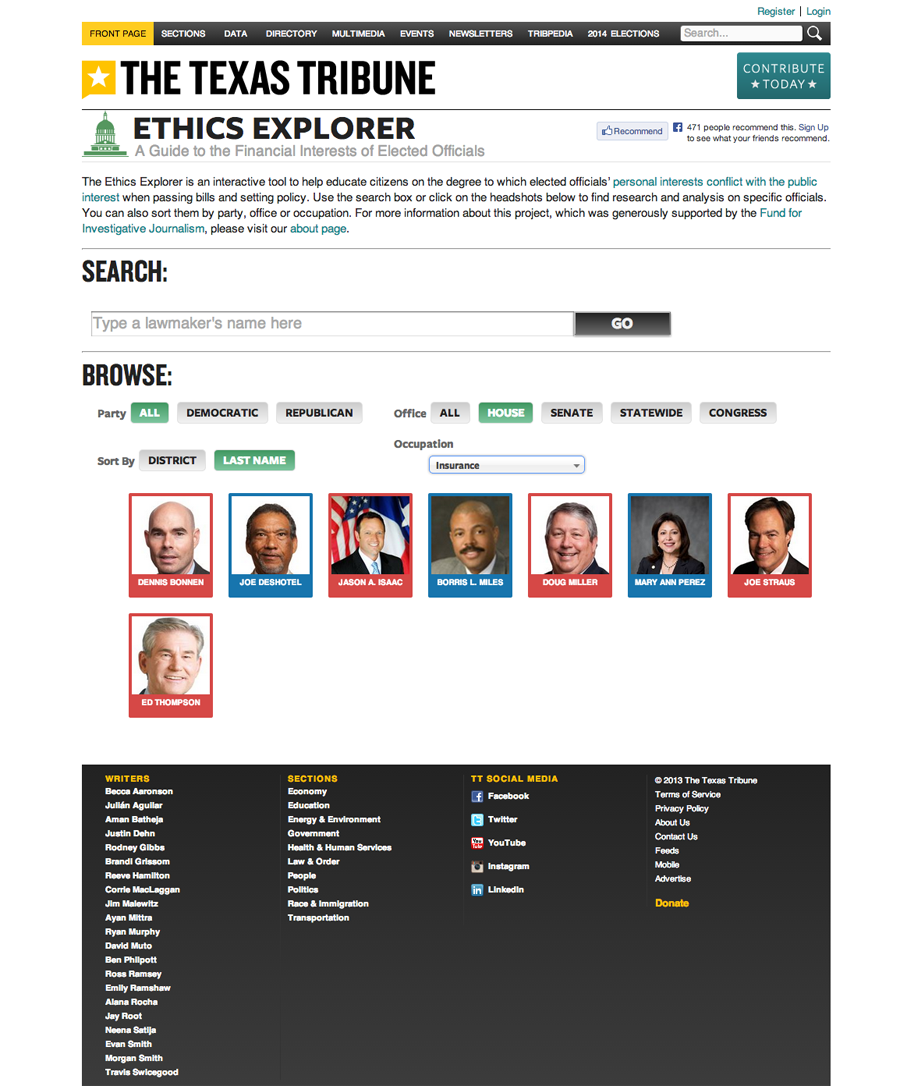 Register | Login
FRONT PAGE SECTIONS DATA DIRECTORY MULTIMEDIA EVENTS NEWSLETTERS TRIBPEDIA 2014 ELECTIONS Search...
THE TEXAS TRIBUNE
CONTRIBUTE
★TODAY★
ETHICS EXPLORER
A Guide to the Financial Interests of Elected Officials
Recommend
471 people recommend this. Sign Up
to see what your friends recommend.
The Ethics Explorer is an interactive tool to help educate citizens on the degree to which elected officials' personal interests conflict with the public
interest when passing bills and setting policy. Use the search box or click on the headshots below to find research and analysis on specific officials.
You can also sort them by party, office or occupation. For more information about this project, which was generously supported by the Fund for
Investigative Journalism, please visit our about page.
SEARCH:
Type a lawmaker's name here GO
BROWSE:
Party ALL DEMOCRATIC REPUBLICAN
Office ALL HOUSE SENATE STATEWIDE CONGRESS
Sort By DISTRICT LAST NAME
Occupation
Insurance
DENNIS BONNEN JOE DESHOTEL JASON A. ISAAC BORRIS L. MILES DOUG MILLER MARY ANN PEREZ JOE STRAUS
ED THOMPSON
WRITERS
Becca Aaronson
Julián Aguilar
Aman Batheja
Justin Dehn
Rodney Gibbs
Brandi Grissom
Reeve Hamilton
Corrie MacLaggan
Jim Malewitz
Ayan Mittra
Ryan Murphy
David Muto
Ben Philpott
Ross Ramsey
Emily Ramshaw
Alana Rocha
Jay Root
Neena Satija
Evan Smith
Morgan Smith
Travis Swicegood
SECTIONS
Economy
Education
Energy & Environment
Government
Health & Human Services
Law & Order
People
Politics
Race & Immigration
Transportation
TT SOCIAL MEDIA
Facebook
Twitter
YouTube
Instagram
LinkedIn
© 2013 The Texas Tribune
Terms of Service
Privacy Policy
About Us
Contact Us
Feeds
Mobile
Advertise
Donate